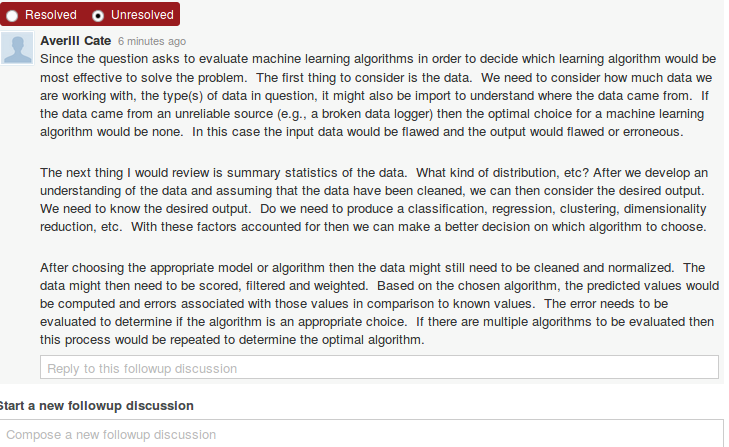 Resolved Unresolved
Averill Cate 6 minutes ago
Since the question asks to evaluate machine learning algorithms in order to decide which learning algorithm would be
most effective to solve the problem. The first thing to consider is the data. We need to consider how much data we
are working with, the type(s) of data in question, it might also be import to understand where the data came from. If
the data came from an unreliable source (e.g., a broken data logger) then the optimal choice for a machine learning
algorithm would be none. In this case the input data would be flawed and the output would flawed or erroneous.
The next thing I would review is summary statistics of the data. What kind of distribution, etc? After we develop an
understanding of the data and assuming that the data have been cleaned, we can then consider the desired output.
We need to know the desired output. Do we need to produce a classification, regression, clustering, dimensionality
reduction, etc. With these factors accounted for then we can make a better decision on which algorithm to choose.
After choosing the appropriate model or algorithm then the data might still need to be cleaned and normalized. The
data might then need to be scored, filtered and weighted. Based on the chosen algorithm, the predicted values would
be computed and errors associated with those values in comparison to known values. The error needs to be
evaluated to determine if the algorithm is an appropriate choice. If there are multiple algorithms to be evaluated then
this process would be repeated to determine the optimal algorithm.
Reply to this followup discussion
Start a new followup discussion
Compose a new followup discussion